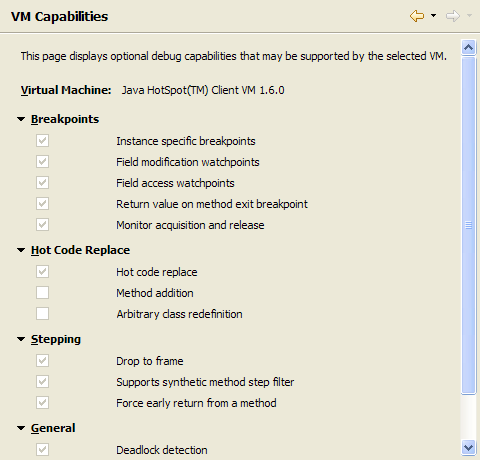 VM Capabilities
This page displays optional debug capabilities that may be supported by the selected VM.
Virtual Machine: Java HotSpot(TM) Client VM 1.6.0
Breakpoints
Instance specific breakpoints
Field modification watchpoints
Field access watchpoints
Return value on method exit breakpoint
Monitor acquisition and release
Hot Code Replace
Hot code replace
Method addition
Arbitrary class redefinition
Stepping
Drop to frame
Supports synthetic method step filter
Force early return from a method
General
Deadlock detection